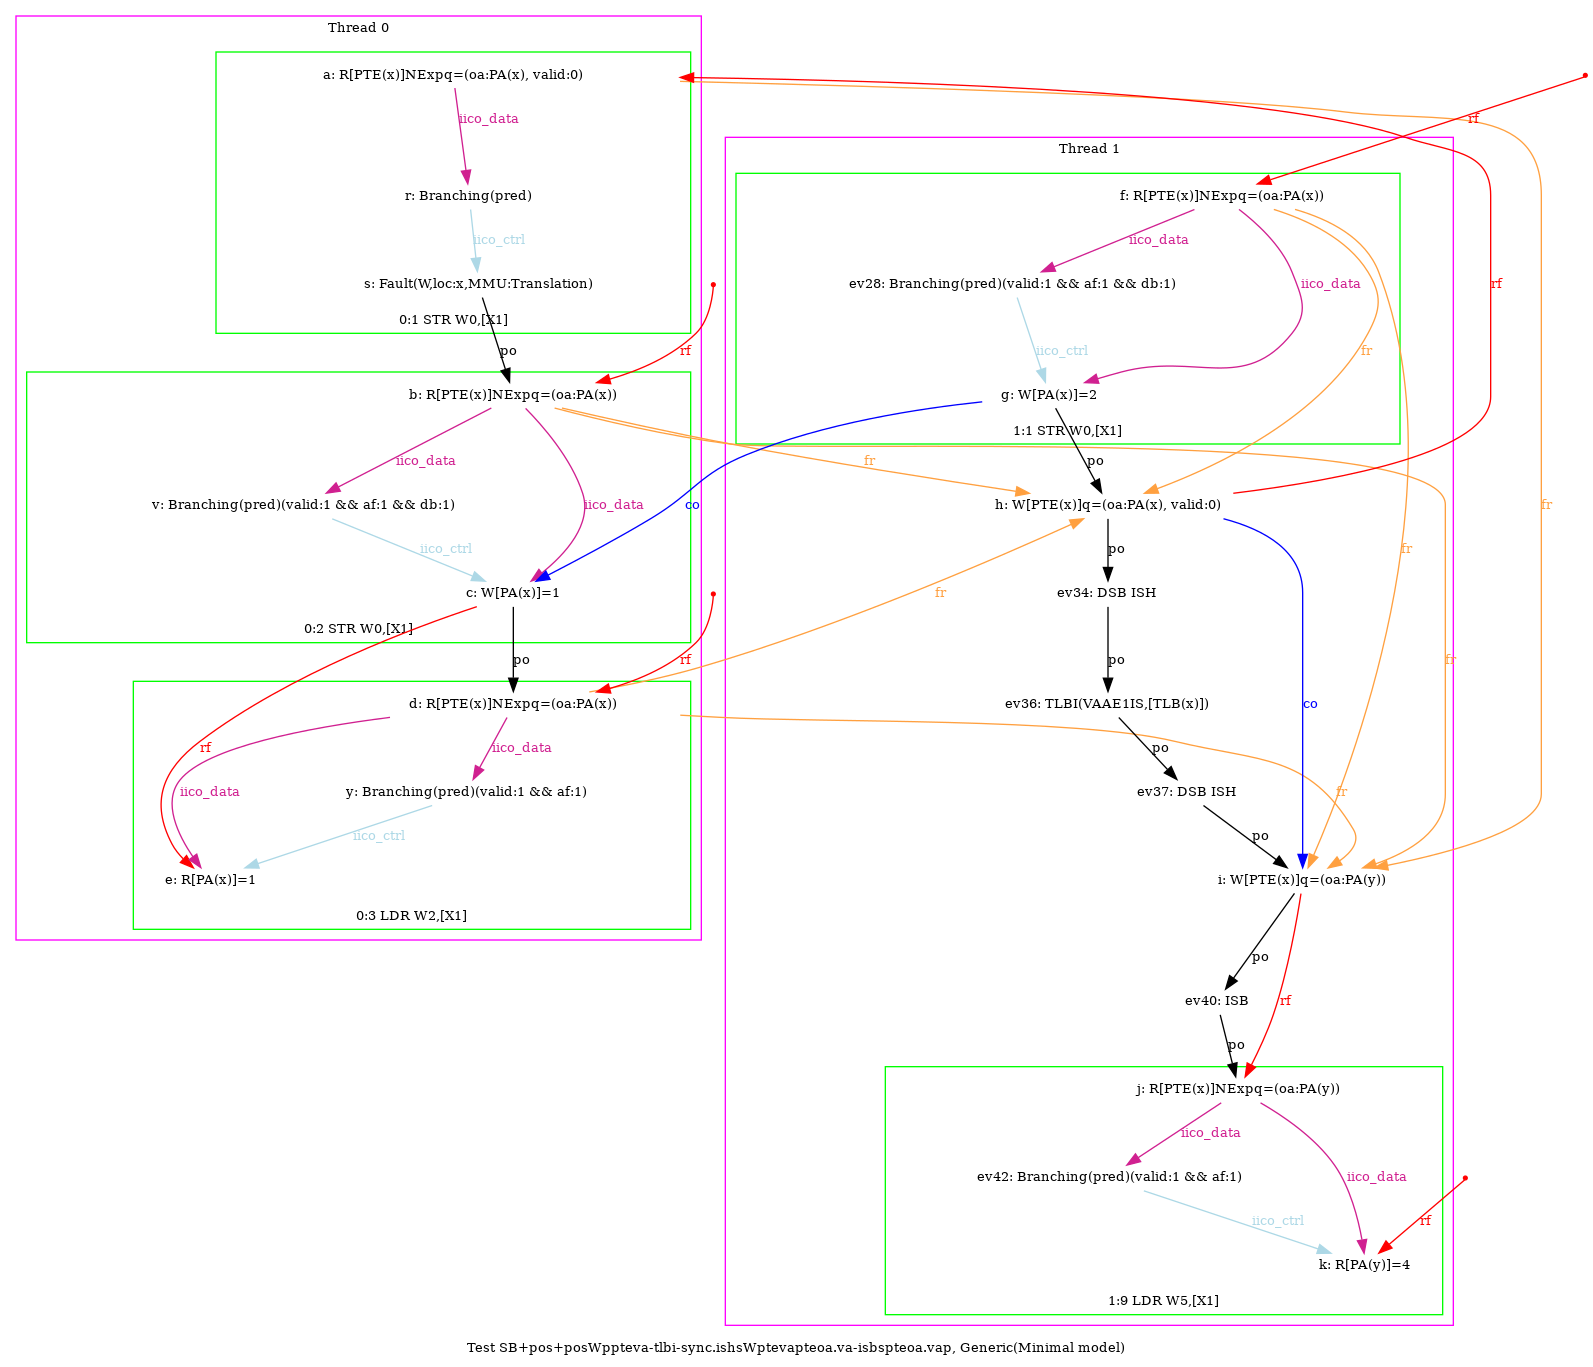 Thread 0
a: R[PTE(x)]NExpq=(oa:PA(x), valid:0)
iico_data
r: Branching(pred)
iico_ctrl
s: Fault(W,loc:x,MMU:Translation)
0:1 STR W0,[X1]
po
rf
b: R[PTE(x)]NExpq=(oa:PA(x))
iico_data
v: Branching(pred)(valid:1 && af:1 && db:1)
iico_data
iico_ctrl
c: W[PA(x)]=1
0:2 STR W0,[X1]
po
rf
d: R[PTE(x)]NExpq=(oa:PA(x))
rf
iico_data
iico_data
y: Branching(pred)(valid:1 && af:1)
iico_ctrl
e: R[PA(x)]=1
0:3 LDR W2,[X1]
rf
Thread 1
f: R[PTE(x)]NExpq=(oa:PA(x))
iico_data
ev28: Branching(pred)(valid:1 && af:1 && db:1)
iico_data
rf
iico_ctrl
fr
g: W[PA(x)]=2
1:1 STR W0,[X1]
fr
po
co
h: W[PTE(x)]q=(oa:PA(x), valid:0)
fr
po
fr
fr
ev34: DSB ISH
po
fr
ev36: TLBI(VAAE1IS,[TLB(x)])
co
po
ev37: DSB ISH
fr
po
i: W[PTE(x)]q=(oa:PA(y))
po
ev40: ISB
rf
po
j: R[PTE(x)]NExpq=(oa:PA(y))
iico_data
ev42: Branching(pred)(valid:1 && af:1)
iico_data
iico_ctrl
rf
k: R[PA(y)]=4
1:9 LDR W5,[X1]
Test SB+pos+posWppteva-tlbi-sync.ishsWptevapteoa.va-isbspteoa.vap, Generic(Minimal model)